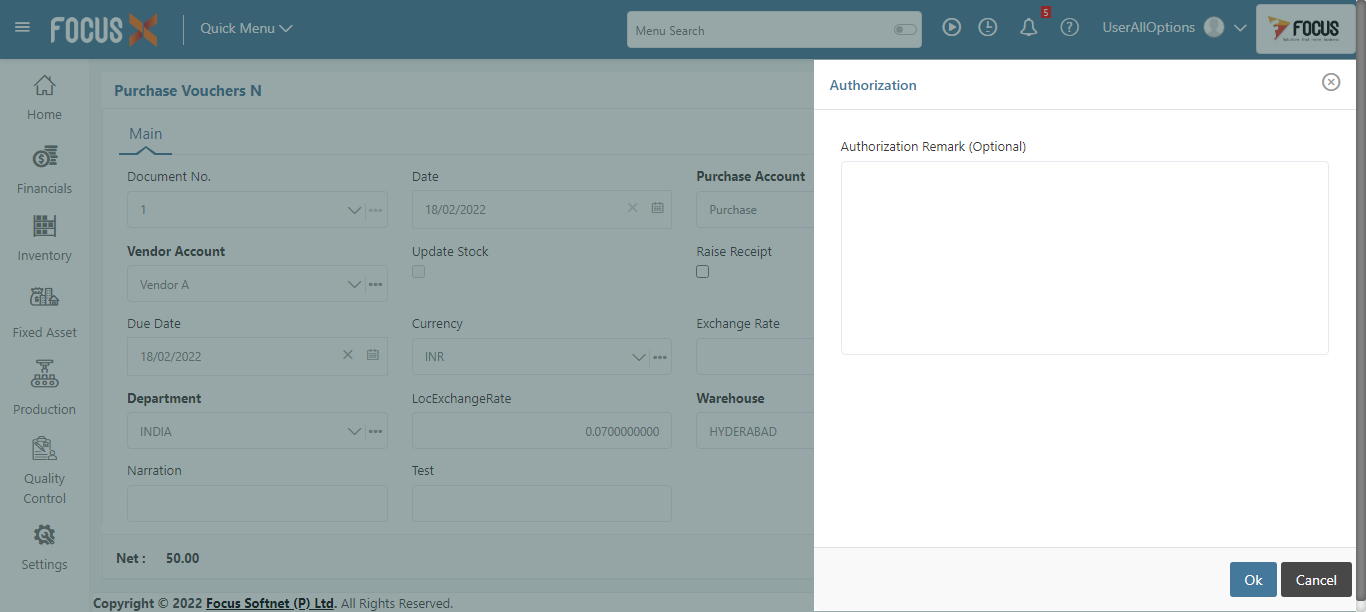 FOCUS X
Quick Menu
Menu Search
5
UserAllOptions
FOCUS
Home
Financials
Inventory
Fixed Asset
Production
Quality
Control
Settings
Purchase Vouchers N
Main
Document No.
Date
Purchase Account
1
18/02/2022
Purchase
Vendor Account
Update Stock
Raise Receipt
Vendor A
Due Date
Currency
Exchange Rate
18/02/2022
INR
Department
LocExchangeRate
Warehouse
INDIA
0.0700000000
HYDERABAD
Narration
Test
Net : 50.00
Copyright © 2022 Focus Softnet (P) Ltd. All Rights Reserved.
Authorization
Authorization Remark (Optional)
Ok
Cancel